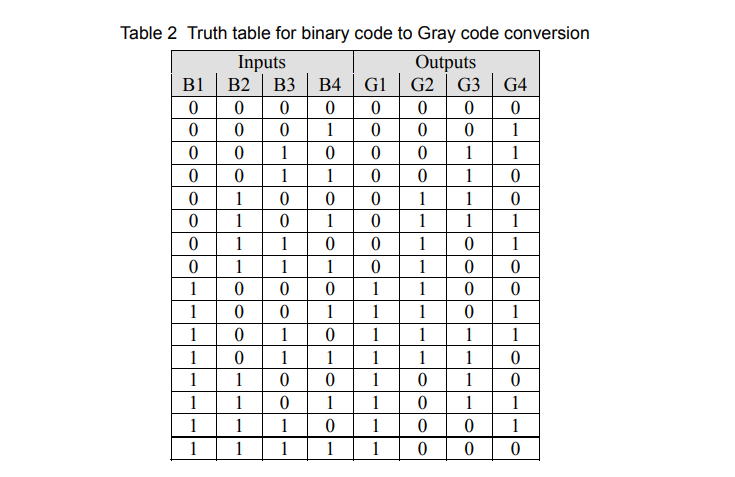 Table 2 Truth table for binary code to Gray code conversion
Inputs Outputs
B1 B2 B3 B4 G1 G2 G3 G4
0 0 0 0 0 0 0 0
0 0 0 1 0 0 0 1
0 0 1 0 0 0 1 1
0 0 1 1 0 0 1 0
0 1 0 0 0 1 1 0
0 1 0 1 0 1 1 1
0 1 1 0 0 1 0 1
0 1 1 1 0 1 0 0
1 0 0 0 1 1 0 0
1 0 0 1 1 1 0 1
1 0 1 0 1 1 1 1
1 0 1 1 1 1 1 0
1 1 0 0 1 0 1 0
1 1 0 1 1 0 1 1
1 1 1 0 1 0 0 1
1 1 1 1 1 0 0 0